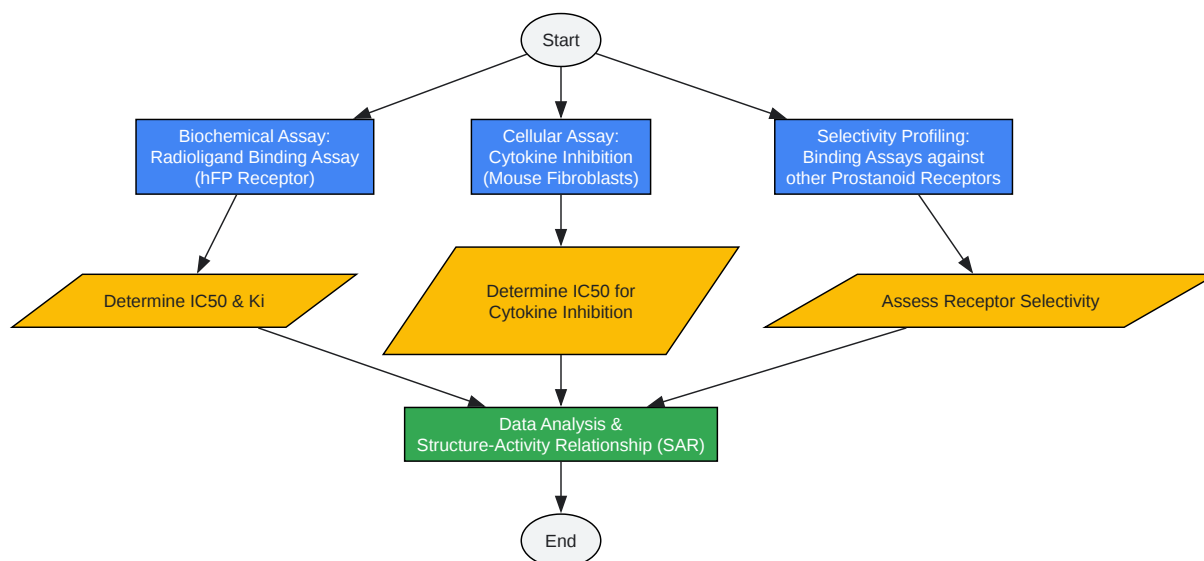 Start
Biochemical Assay:
Radioligand Binding Assay
(hFP Receptor)
Cellular Assay:
Cytokine Inhibition
(Mouse Fibroblasts)
Selectivity Profiling:
Binding Assays against
other Prostanoid Receptors
Determine IC50 & Ki
Determine IC50 for
Cytokine Inhibition
Assess Receptor Selectivity
Data Analysis &
Structure-Activity Relationship (SAR)
End